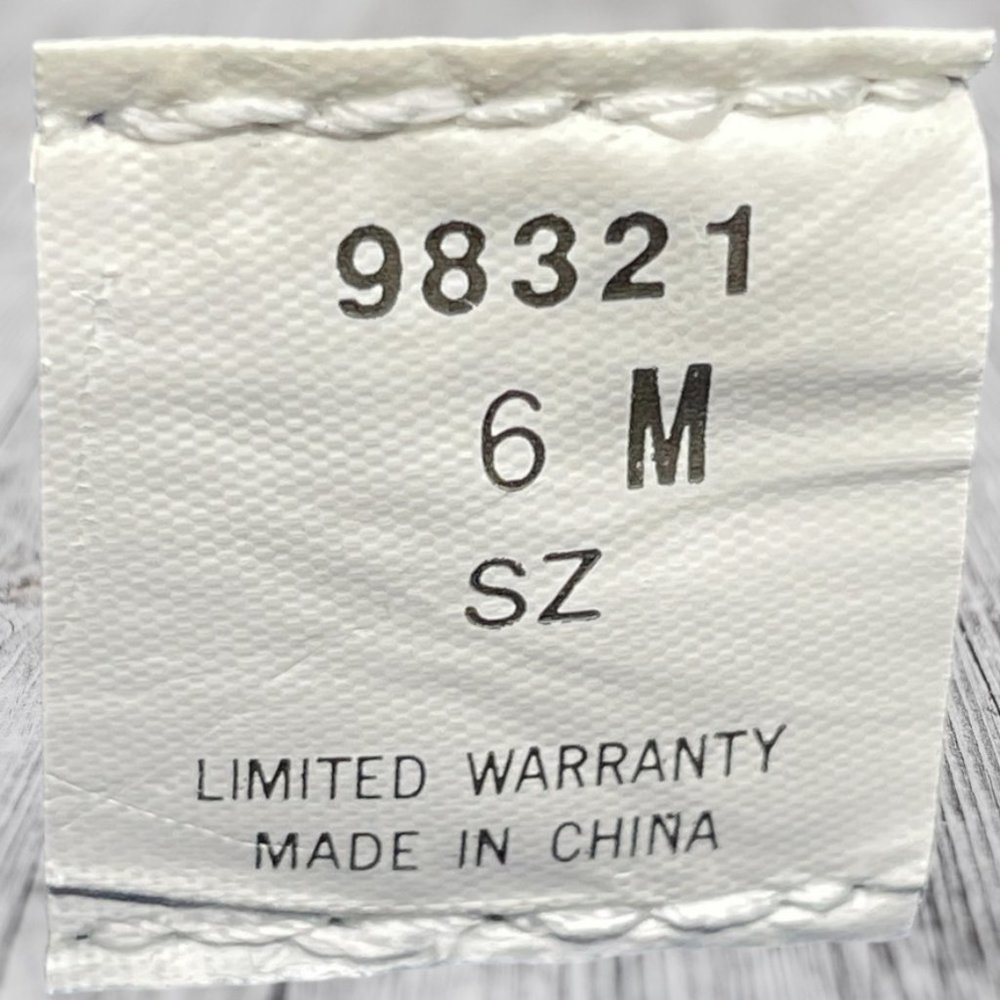 98321
6 M
SZ
LIMITED WARRANTY
MADE IN CHINA